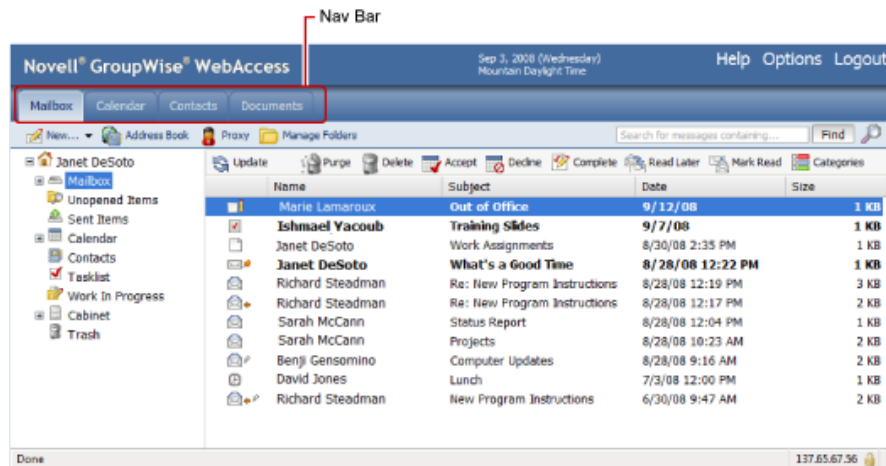 Nav Bar
Novell® GroupWise® WebAccess
Sep 3, 2008 (Wednesday)
Mountain Daylight Time
Help Options Logout
Mailbox Calendar Contacts Documents
New... Address Book Proxy Manage Folders Search for messages containing... Find
Janet DeSoto
Mailbox
Unopened Items
Sent Items
Calendar
Contacts
Tasklist
Work In Progress
Cabinet
Trash
Update Purge Delete Accept Decline Complete Read Later Mark Read Categories
Name Subject Date Size
Marie Lamaroux Out of Office 9/12/08 1 KB
Ishmael Yacoub Training Slides 9/7/08 1 KB
Janet DeSoto Work Assignments 8/30/08 2:35 PM 1 KB
Janet DeSoto What's a Good Time 8/28/08 12:22 PM 1 KB
Richard Steadman Re: New Program Instructions 8/28/08 12:19 PM 3 KB
Richard Steadman Re: New Program Instructions 8/28/08 12:17 PM 2 KB
Sarah McCann Status Report 8/28/08 12:04 PM 1 KB
Sarah McCann Projects 8/28/08 10:23 AM 2 KB
Benji Gensomino Computer Updates 8/28/08 9:16 AM 2 KB
David Jones Lunch 7/3/08 12:00 PM 1 KB
Richard Steadman New Program Instructions 6/30/08 9:47 AM 2 KB
Done 137.65.67.56